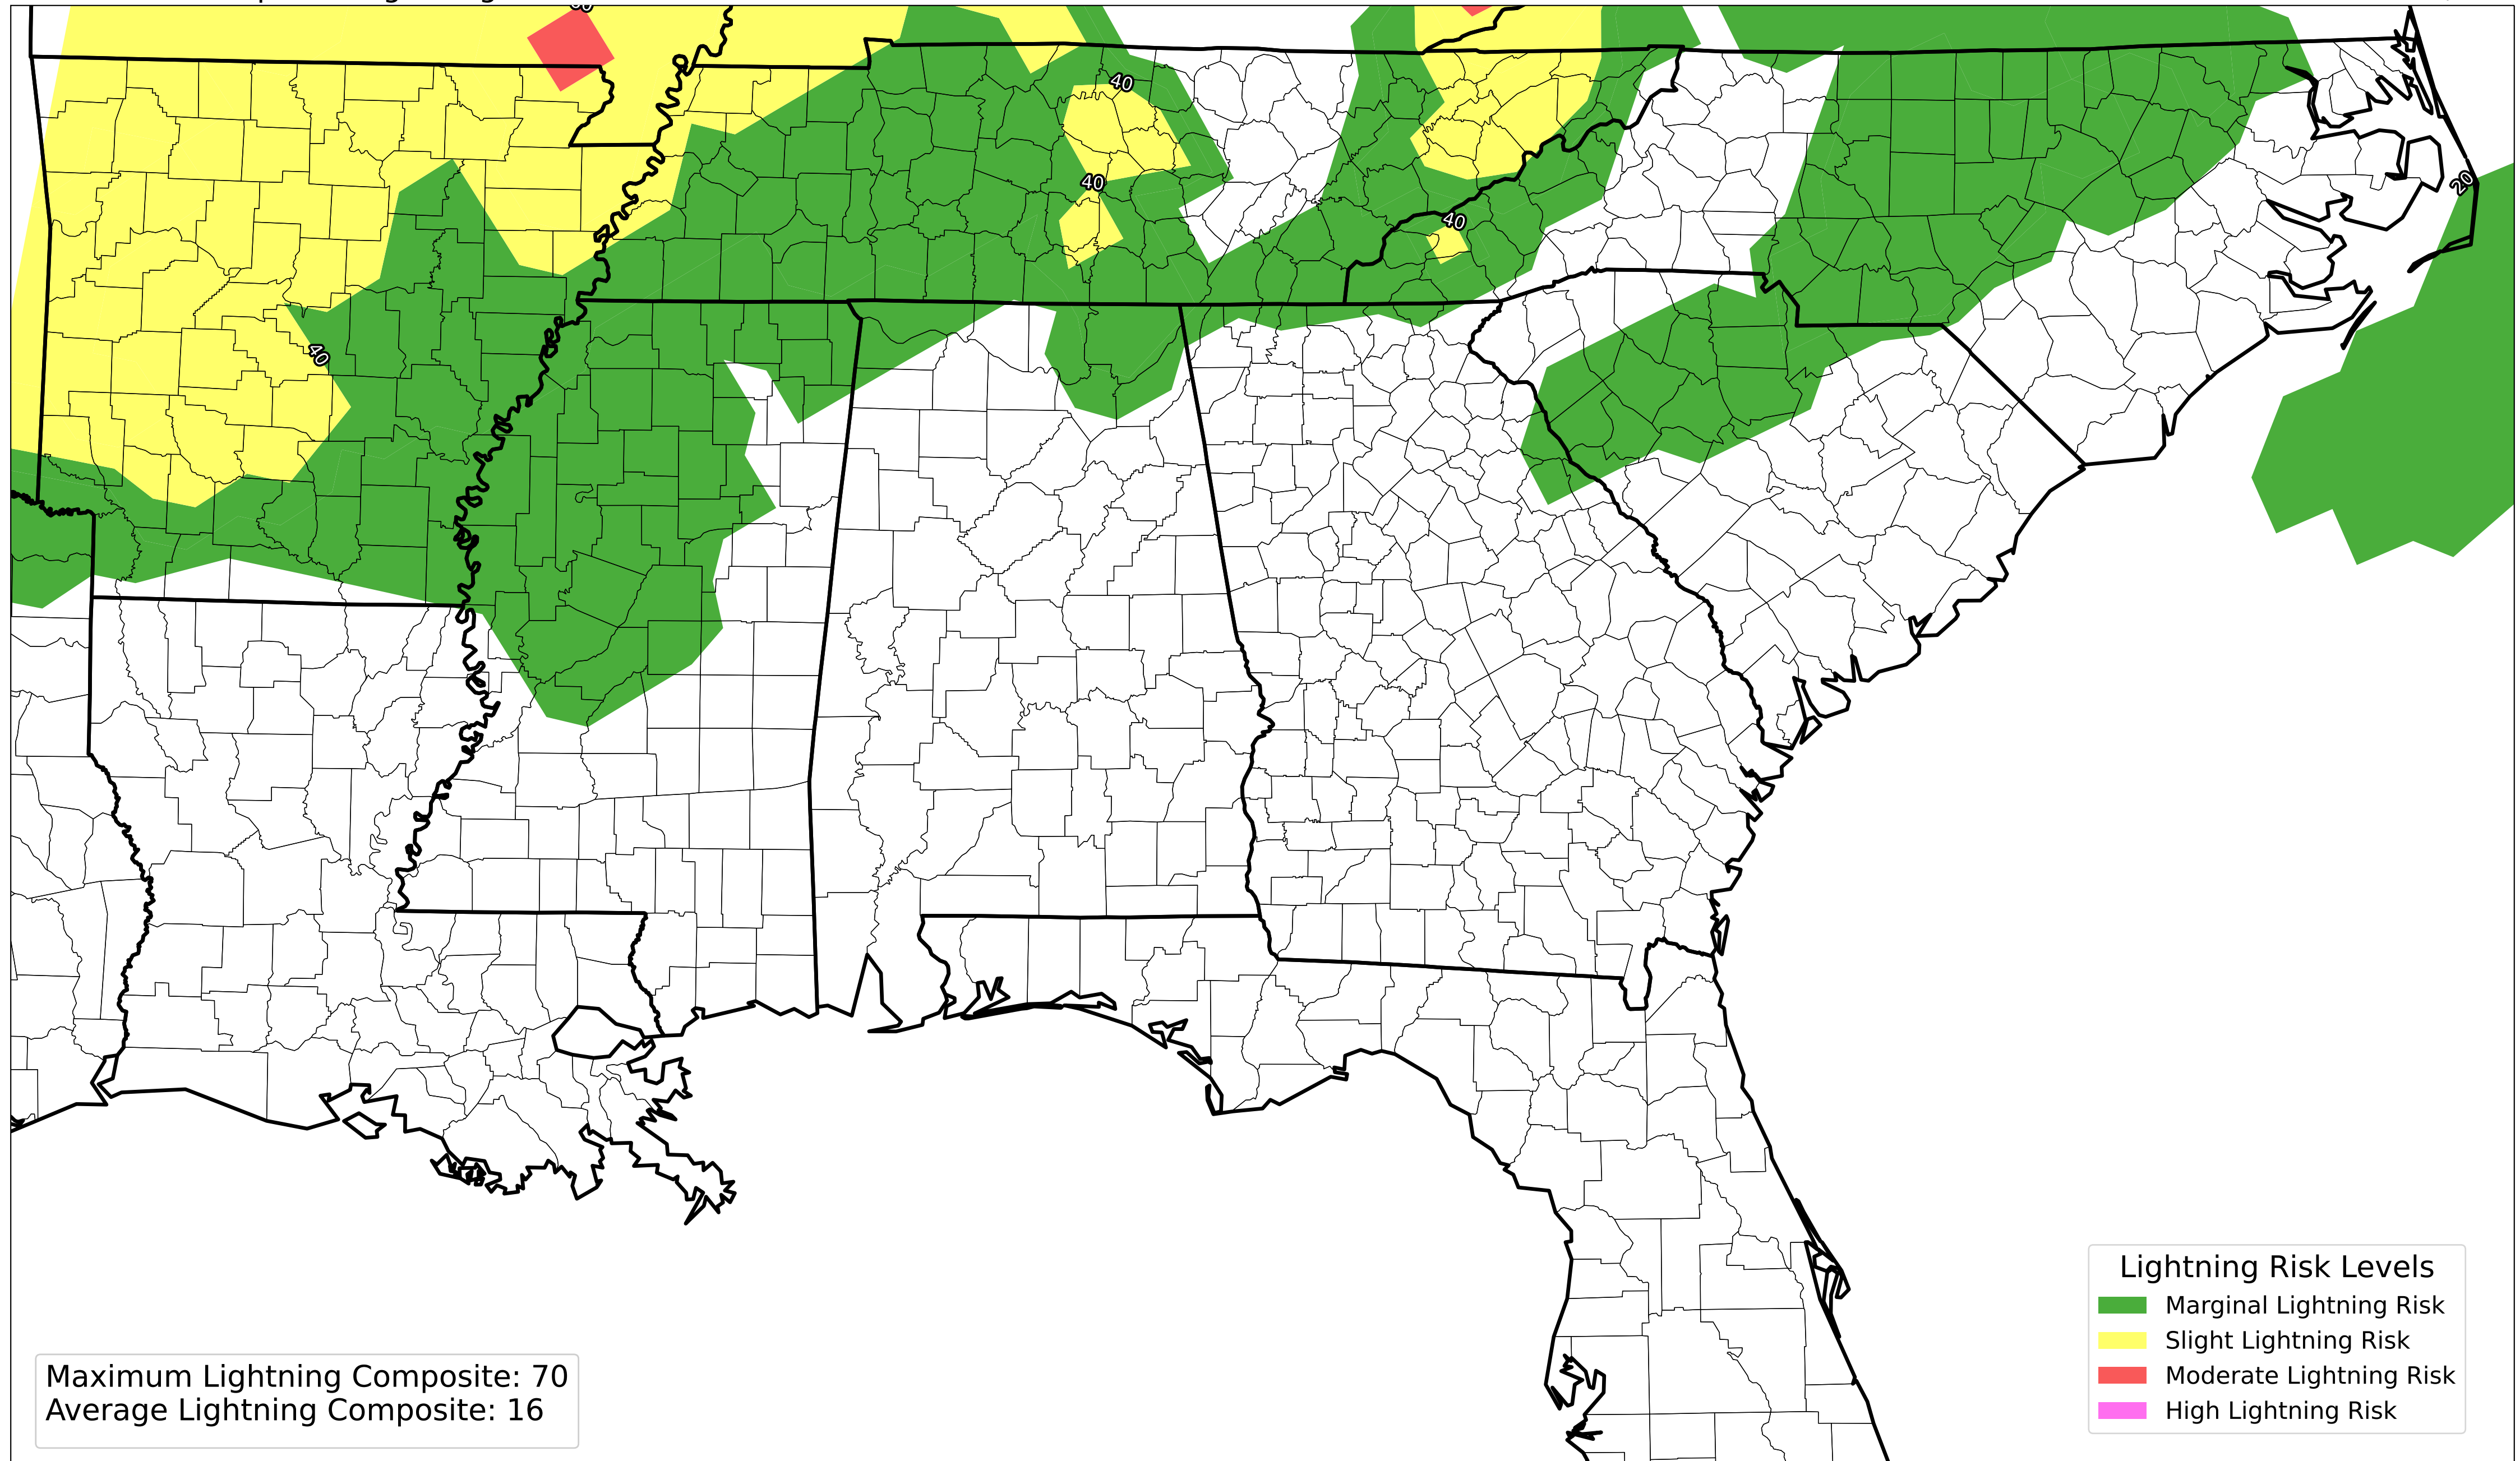 40
40
20
40
40
Lightning Risk Levels
Marginal Lightning Risk
Slight Lightning Risk
Moderate Lightning Risk
High Lightning Risk
Maximum Lightning Composite: 70
Average Lightning Composite: 16